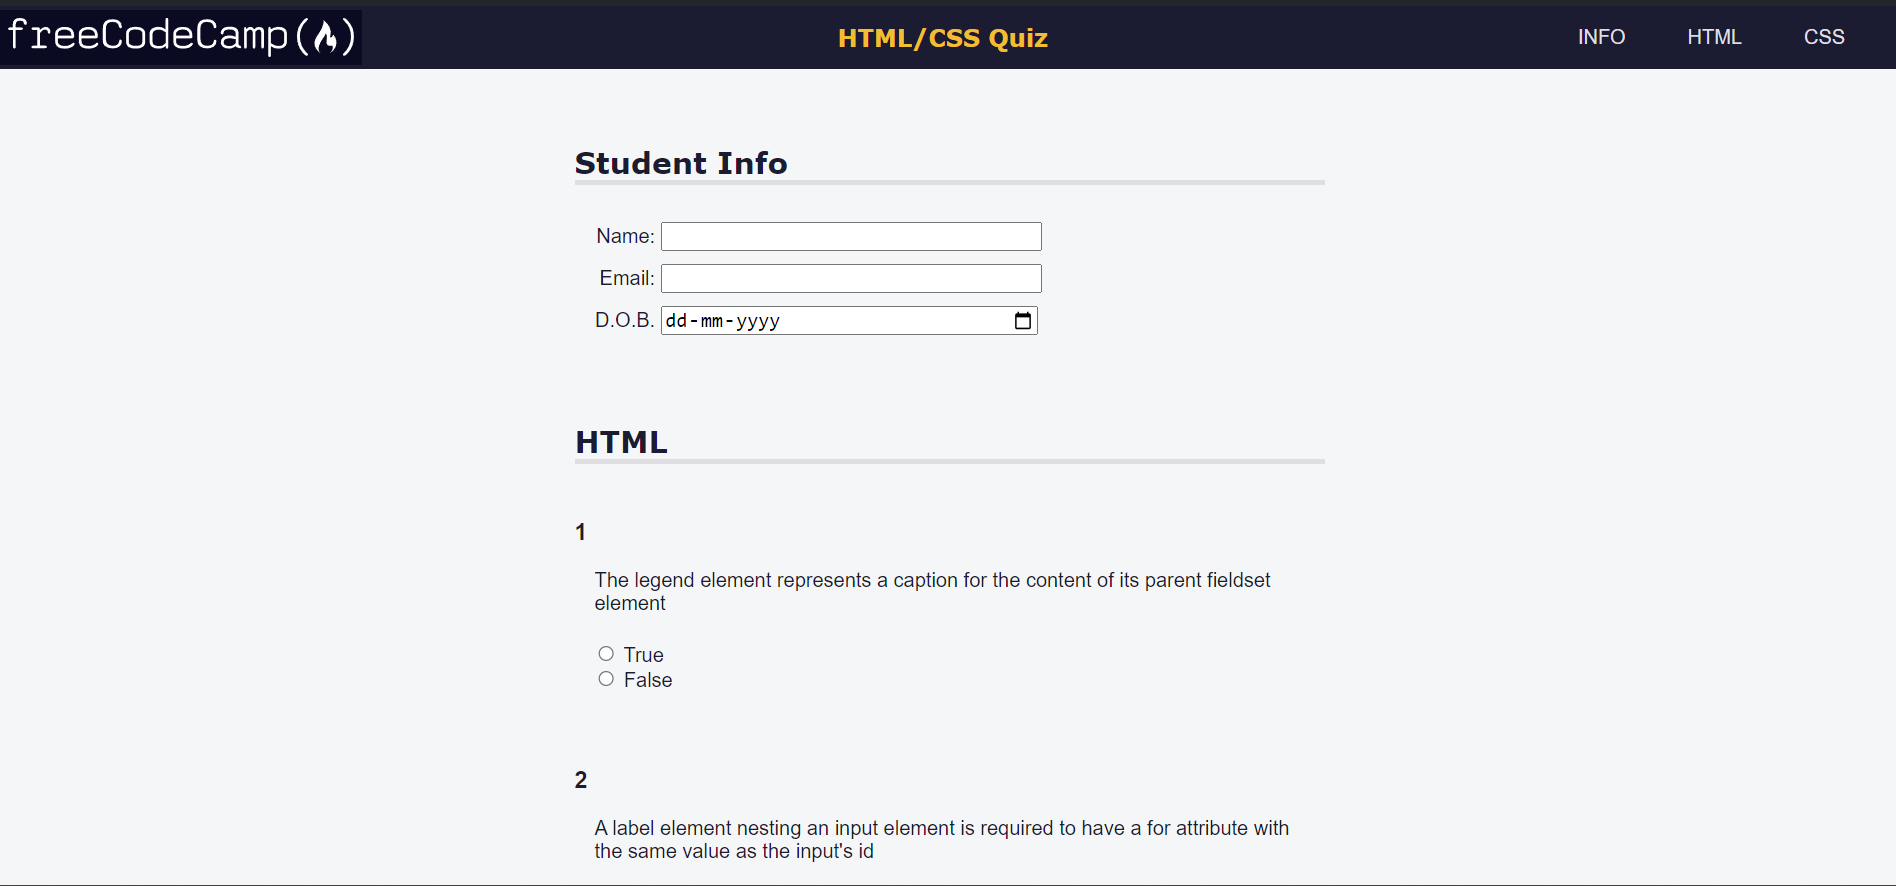 freeCodeCamp(🔥)
HTML/CSS Quiz
INFO
HTML
CSS
Student Info
Name:
Email:
D.O.B.
dd-mm-yyyy
HTML
1
The legend element represents a caption for the content of its parent fieldset
element
True
False
2
A label element nesting an input element is required to have a for attribute with
the same value as the input's id